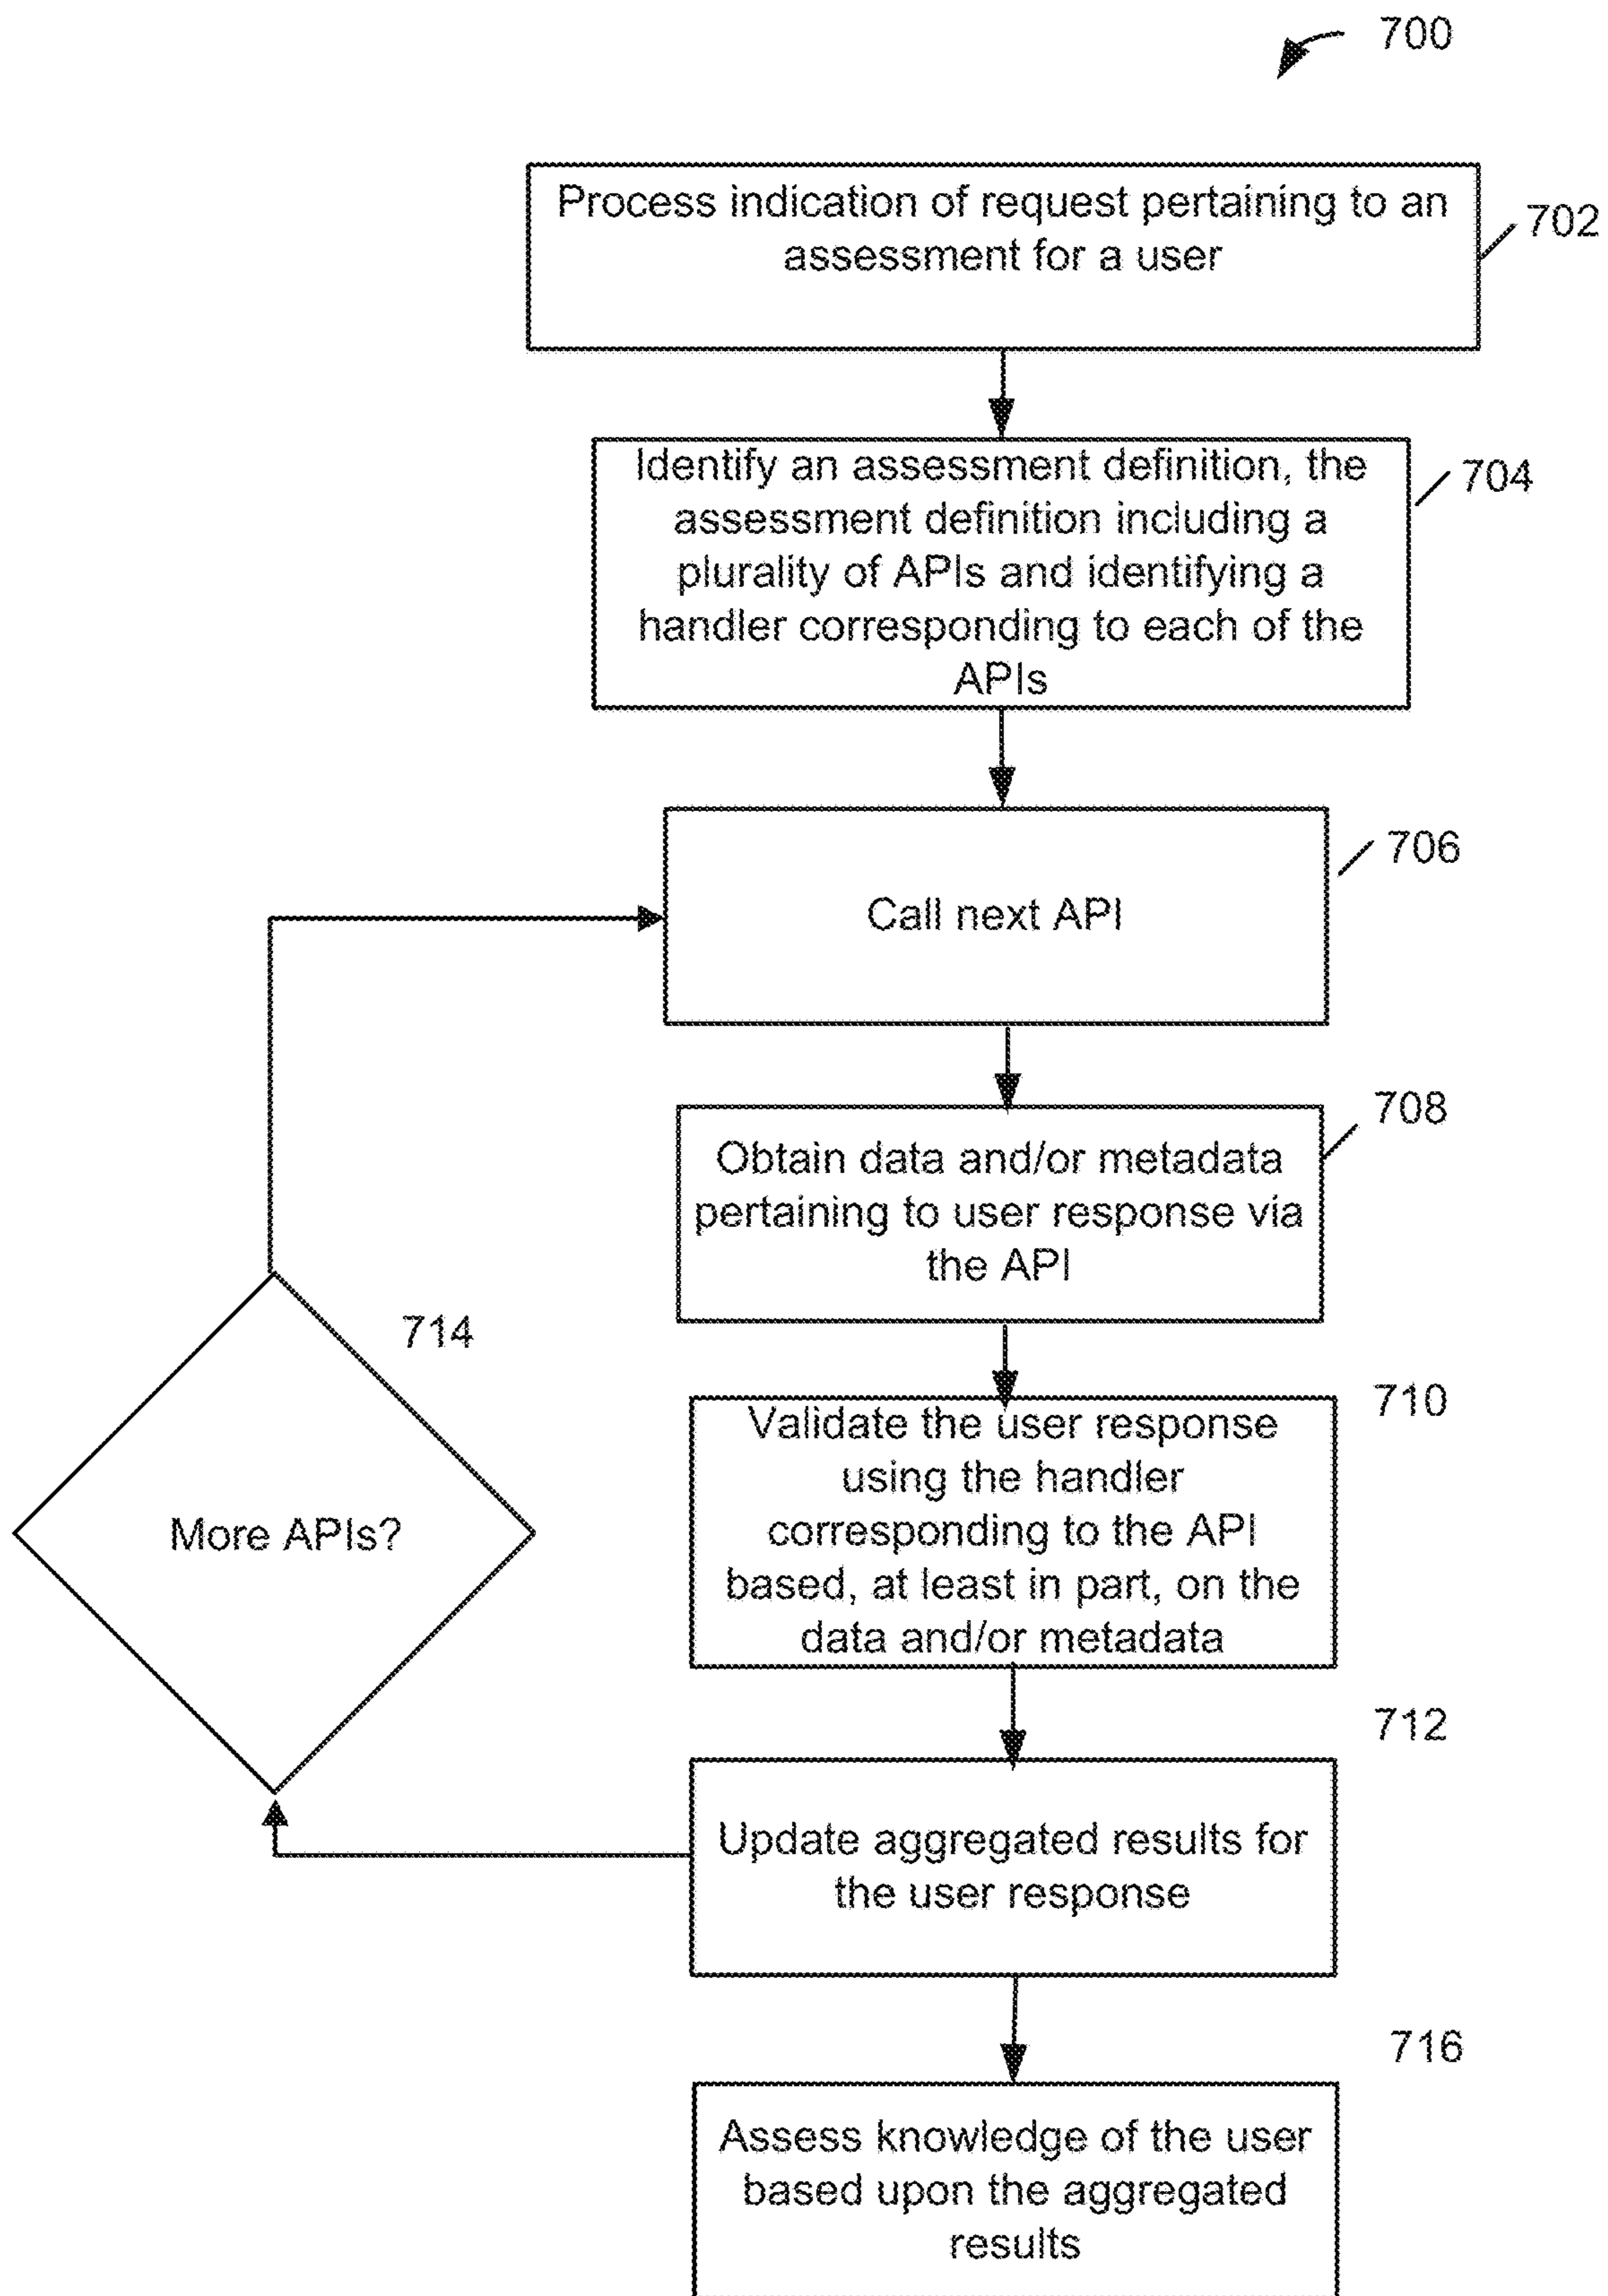 700
Process indication of request pertaining to an
assessment for a user
702
Identify an assessment definition, the
assessment definition including a
plurality of APIs and identifying a
handler corresponding to each of the
APIs
704
706
Call next API
708
Obtain data and/or metadata
pertaining to user response via
the API
714
More APIs?
710
Validate the user response
using the handler
corresponding to the API
based, at least in part, on the
data and/or metadata
712
Update aggregated results for
the user response
716
Assess knowledge of the user
based upon the aggregated
results